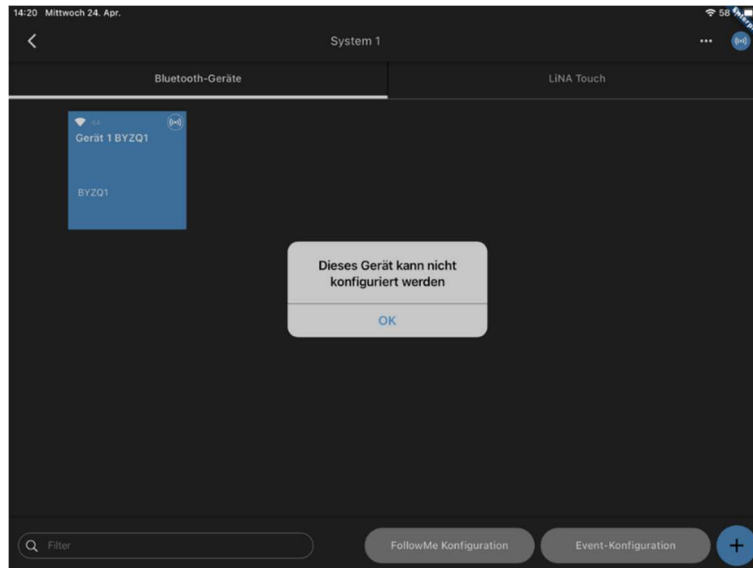 14:20 Mittwoch 24. Apr.
58
System 1
Bluetooth-Geräte
LiNA Touch
Gerät 1 BYZQ1
BYZQ1
Dieses Gerät kann nicht
konfiguriert werden
OK
Filter
FollowMe Konfiguration
Event-Konfiguration